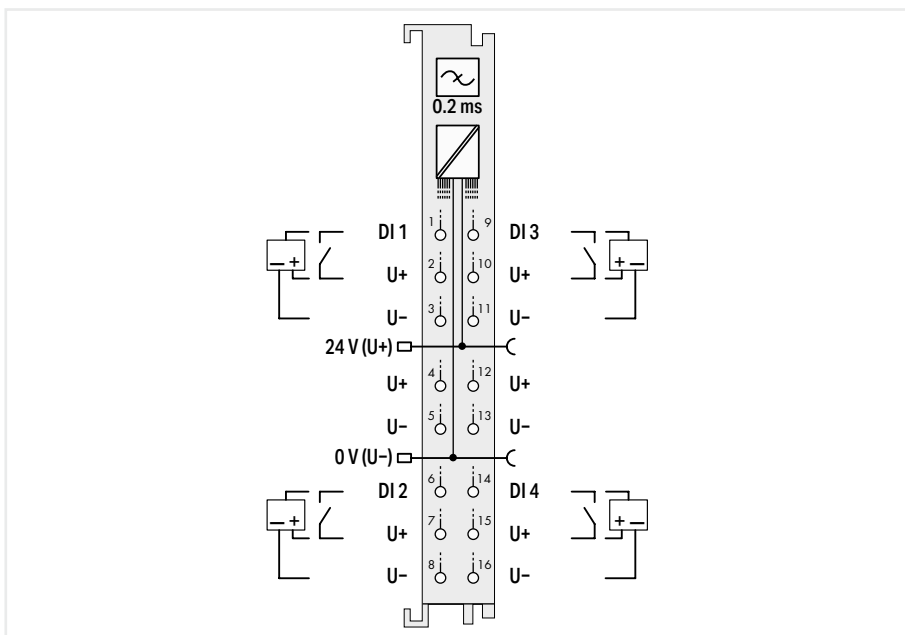 0.2 ms
DI 1 1 9 DI 3
− + U+ 2 10 U+ + −
U− 3 11 U−
24 V (U+)
U+ 4 12 U+
U− 5 13 U−
0 V (U−)
DI 2 6 14 DI 4
− + U+ 7 15 U+ + −
U− 8 16 U−